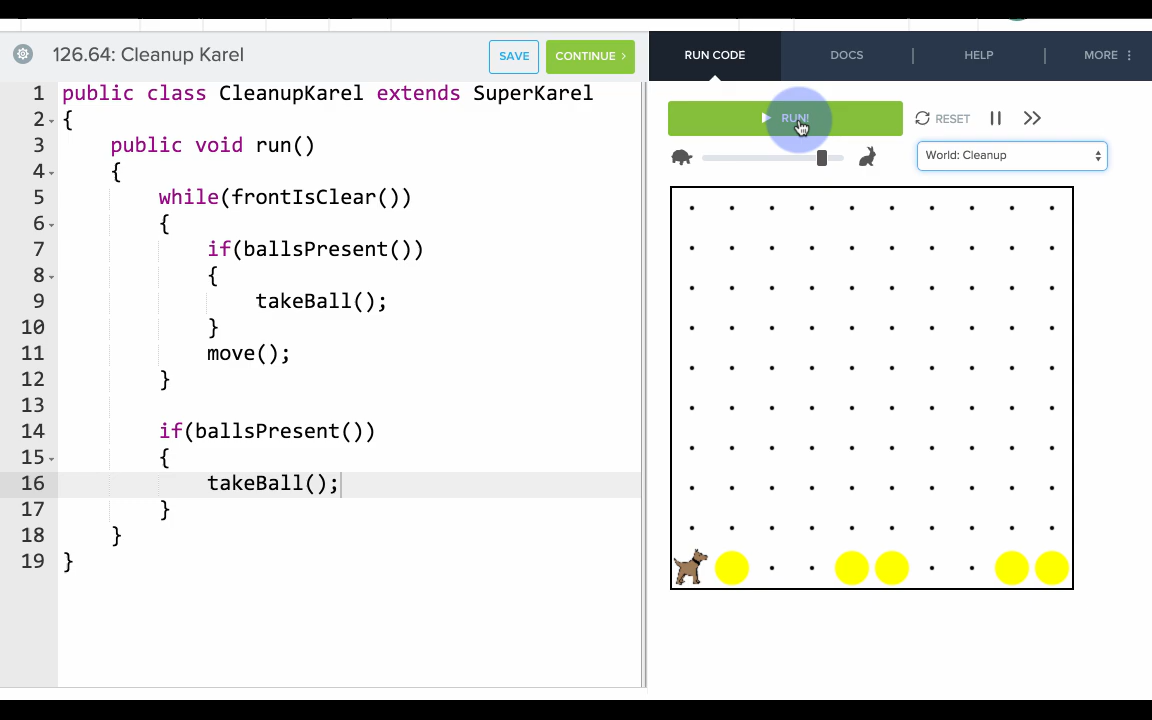 126.64: Cleanup Karel
SAVE
CONTINUE >
RUN CODE
DOCS
HELP
MORE
RUN!
RESET
World: Cleanup
1 public class CleanupKarel extends SuperKarel
2 {
3 public void run()
4 {
5 while(frontIsClear())
6 {
7 if(ballsPresent())
8 {
9 takeBall();
10 }
11 move();
12 }
13
14 if(ballsPresent())
15 {
16 takeBall();
17 }
18 }
19 }